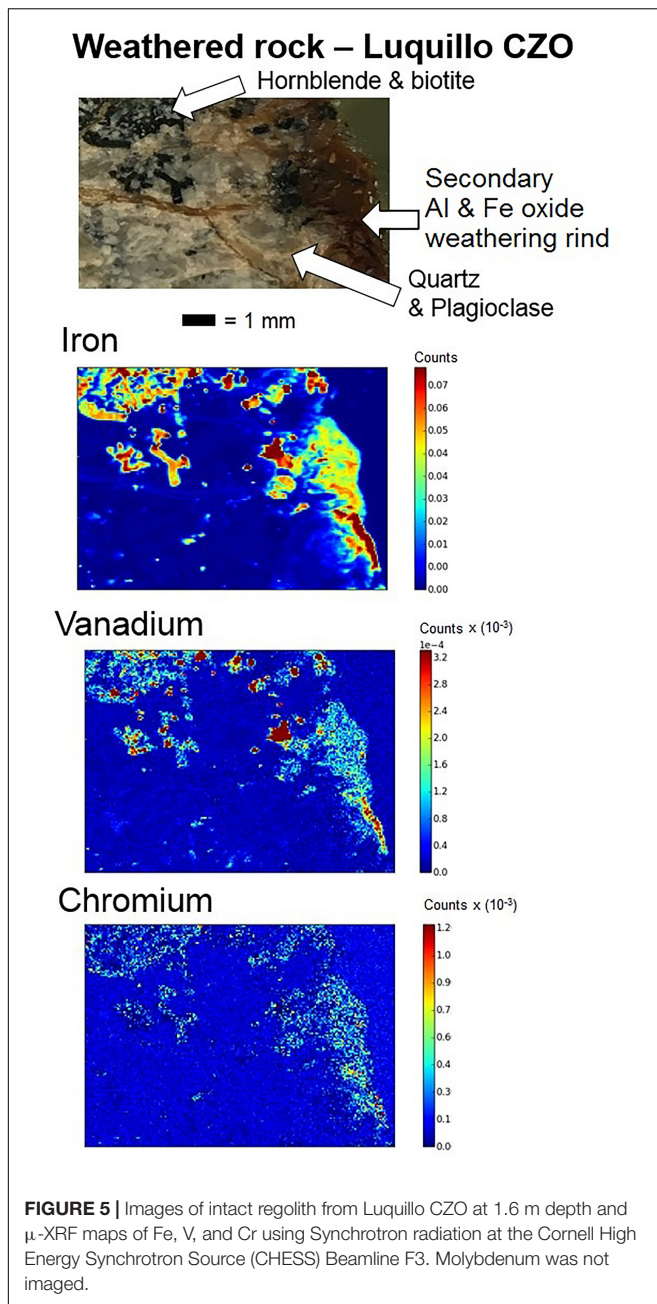 Weathered rock – Luquillo CZO
Hornblende & biotite
Secondary
Al & Fe oxide
weathering rind
Quartz
& Plagioclase
= 1 mm
Iron
Counts
0.07
0.06
0.05
0.04
0.03
0.02
0.01
0.00
0.00
Vanadium
Counts x (10⁻³)
1e−4
3.2
2.8
2.4
2.0
1.6
1.2
0.8
0.4
0.0
Chromium
Counts x (10⁻³)
1.2
1.0
0.9
0.7
0.6
0.4
0.3
0.1
0.0
FIGURE 5 | Images of intact regolith from Luquillo CZO at 1.6 m depth and
μ-XRF maps of Fe, V, and Cr using Synchrotron radiation at the Cornell High
Energy Synchrotron Source (CHESS) Beamline F3. Molybdenum was not
imaged.